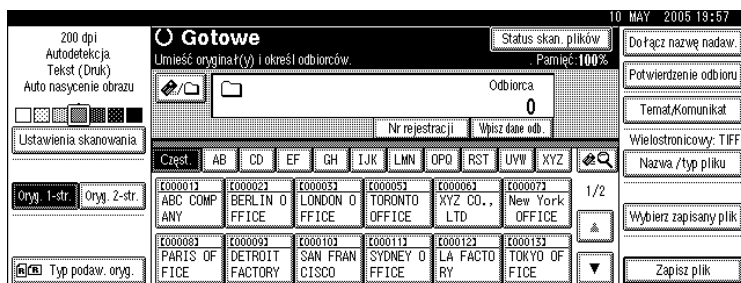 10 MAY 2005 19:57
200 dpi
Autodetekcja
Tekst (Druk)
Auto nasycenie obrazu
Ustawienia skanowania
Oryg. 1-str.
Oryg. 2-str.
Typ podaw. oryg.
Gotowe
Status skan. plików
Umieść oryginał(y) i określ odbiorców.
Pamięć:100%
Odbiorca
0
Nr rejestracji
Wpisz dane odb.
Częst.
AB
CD
EF
GH
IJK
LMN
OPQ
RST
UVW
XYZ
[00001]
ABC COMP
ANY
[00002]
BERLIN O
FFICE
[00003]
LONDON O
FFICE
[00005]
TORONTO
OFFICE
[00006]
XYZ CO.,
LTD
[00007]
New York
OFFICE
1/2
[00008]
PARIS OF
FICE
[00009]
DETROIT
FACTORY
[00010]
SAN FRAN
CISCO
[00011]
SYDNEY O
FFICE
[00012]
LA FACTO
RY
[00013]
TOKYO OF
FICE
Dołącz nazwę nadaw.
Potwierdzenie odbioru
Temat/Komunikat
Wielostronicowy: TIFF
Nazwa /typ pliku
Wybierz zapisany plik
Zapisz plik